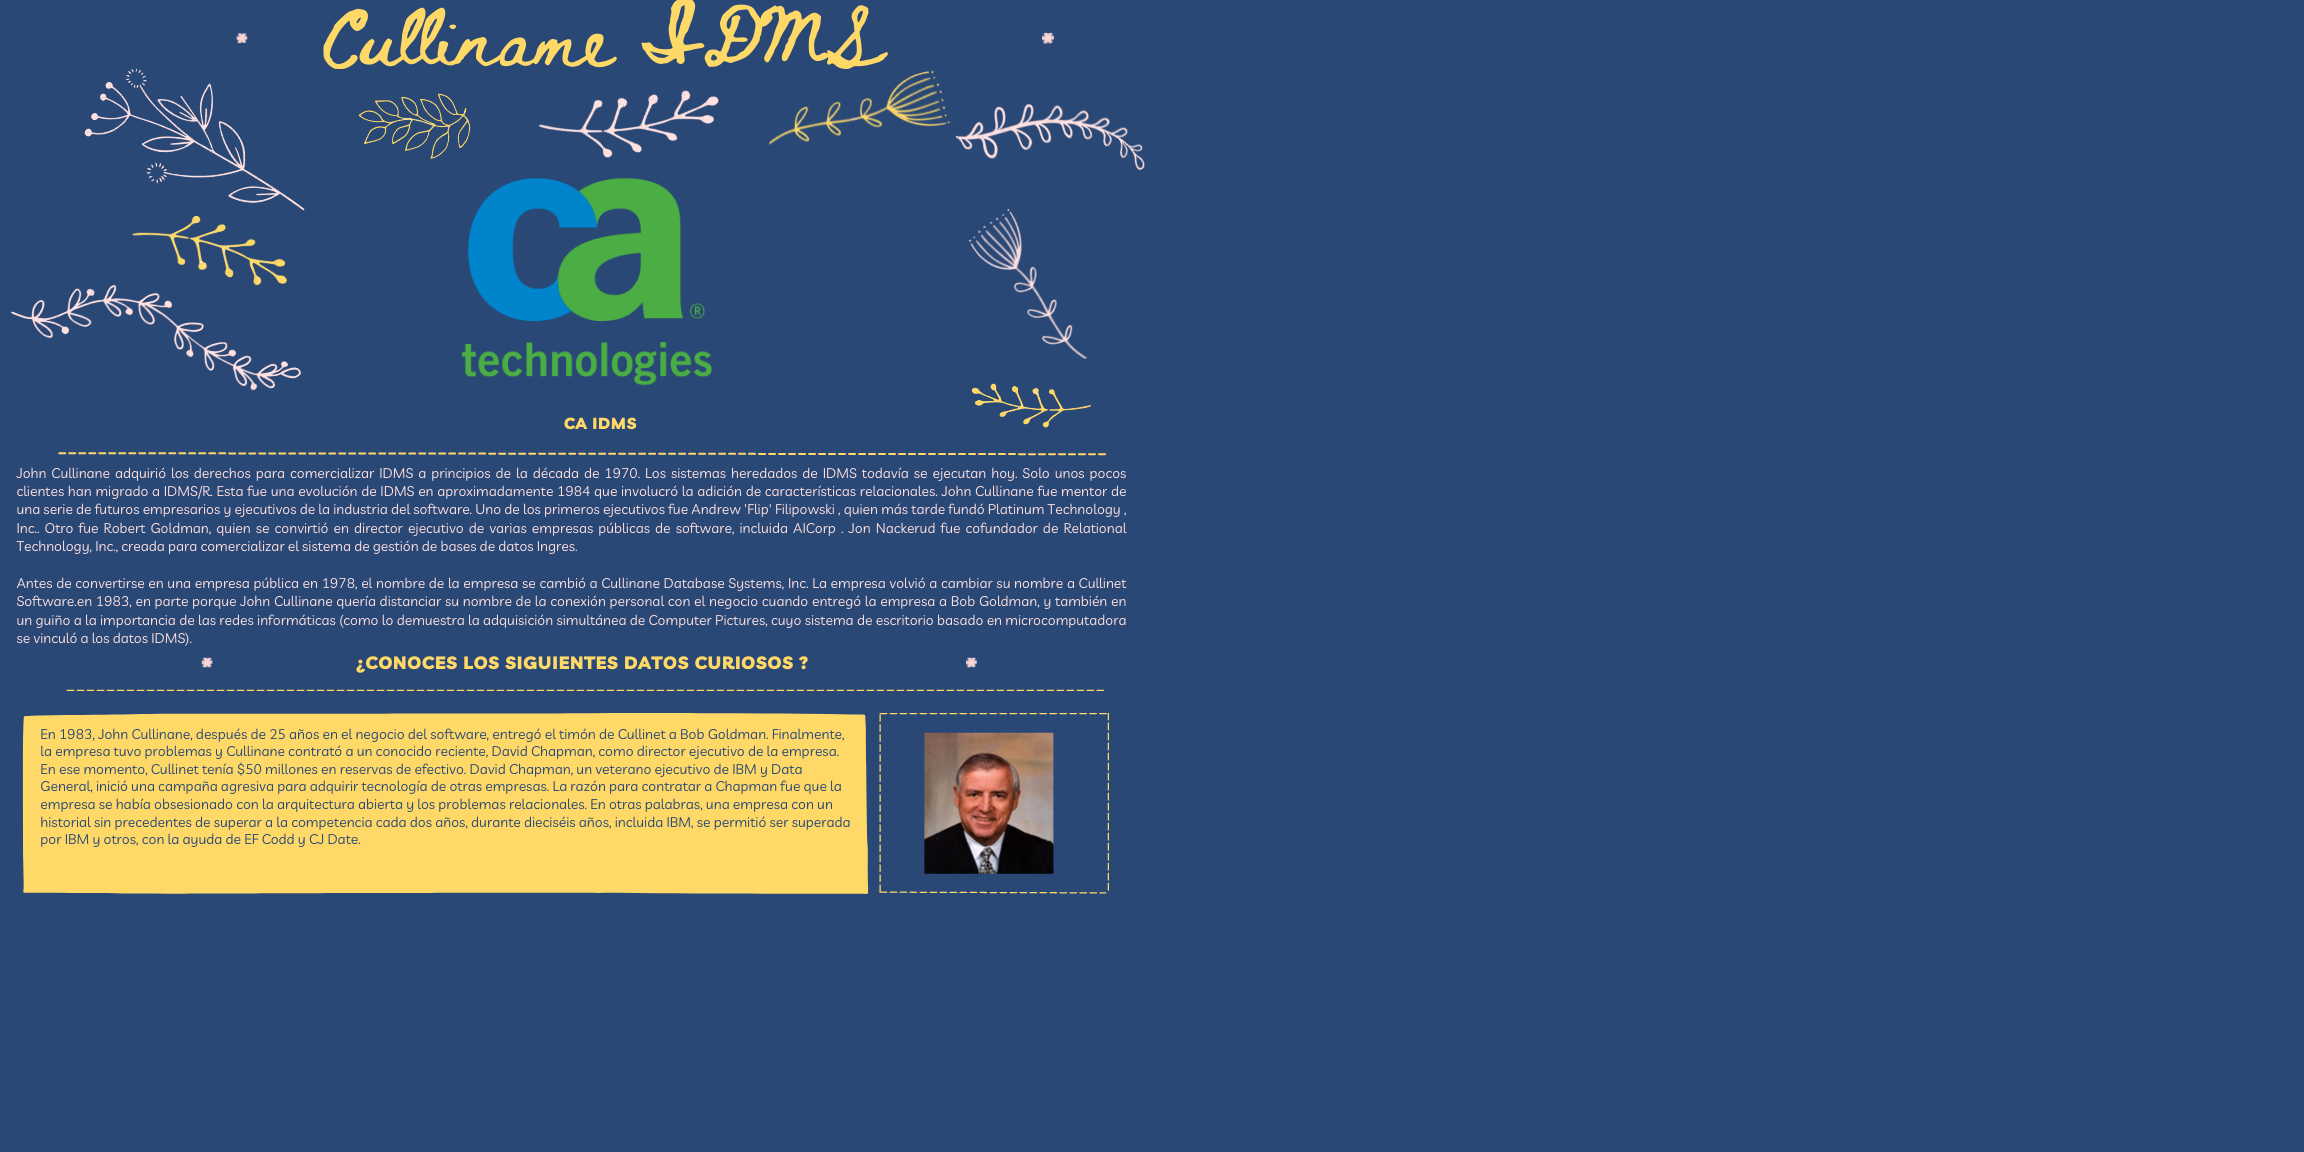 Culliname IDMS
ca
®
technologies
CA IDMS
John Cullinane adquirió los derechos para comercializar IDMS a principios de la década de 1970. Los sistemas heredados de IDMS todavía se ejecutan hoy. Solo unos pocos
clientes han migrado a IDMS/R. Esta fue una evolución de IDMS en aproximadamente 1984 que involucró la adición de características relacionales. John Cullinane fue mentor de
una serie de futuros empresarios y ejecutivos de la industria del software. Uno de los primeros ejecutivos fue Andrew 'Flip' Filipowski , quien más tarde fundó Platinum Technology ,
Inc.. Otro fue Robert Goldman, quien se convirtió en director ejecutivo de varias empresas públicas de software, incluida AICorp . Jon Nackerud fue cofundador de Relational
Technology, Inc., creada para comercializar el sistema de gestión de bases de datos Ingres.
Antes de convertirse en una empresa pública en 1978, el nombre de la empresa se cambió a Cullinane Database Systems, Inc. La empresa volvió a cambiar su nombre a Cullinet
Software.en 1983, en parte porque John Cullinane quería distanciar su nombre de la conexión personal con el negocio cuando entregó la empresa a Bob Goldman, y también en
un guiño a la importancia de las redes informáticas (como lo demuestra la adquisición simultánea de Computer Pictures, cuyo sistema de escritorio basado en microcomputadora
se vinculó a los datos IDMS).
¿CONOCES LOS SIGUIENTES DATOS CURIOSOS ?
En 1983, John Cullinane, después de 25 años en el negocio del software, entregó el timón de Cullinet a Bob Goldman. Finalmente,
la empresa tuvo problemas y Cullinane contrató a un conocido reciente, David Chapman, como director ejecutivo de la empresa.
En ese momento, Cullinet tenía $50 millones en reservas de efectivo. David Chapman, un veterano ejecutivo de IBM y Data
General, inició una campaña agresiva para adquirir tecnología de otras empresas. La razón para contratar a Chapman fue que la
empresa se había obsesionado con la arquitectura abierta y los problemas relacionales. En otras palabras, una empresa con un
historial sin precedentes de superar a la competencia cada dos años, durante dieciséis años, incluida IBM, se permitió ser superada
por IBM y otros, con la ayuda de EF Codd y CJ Date.